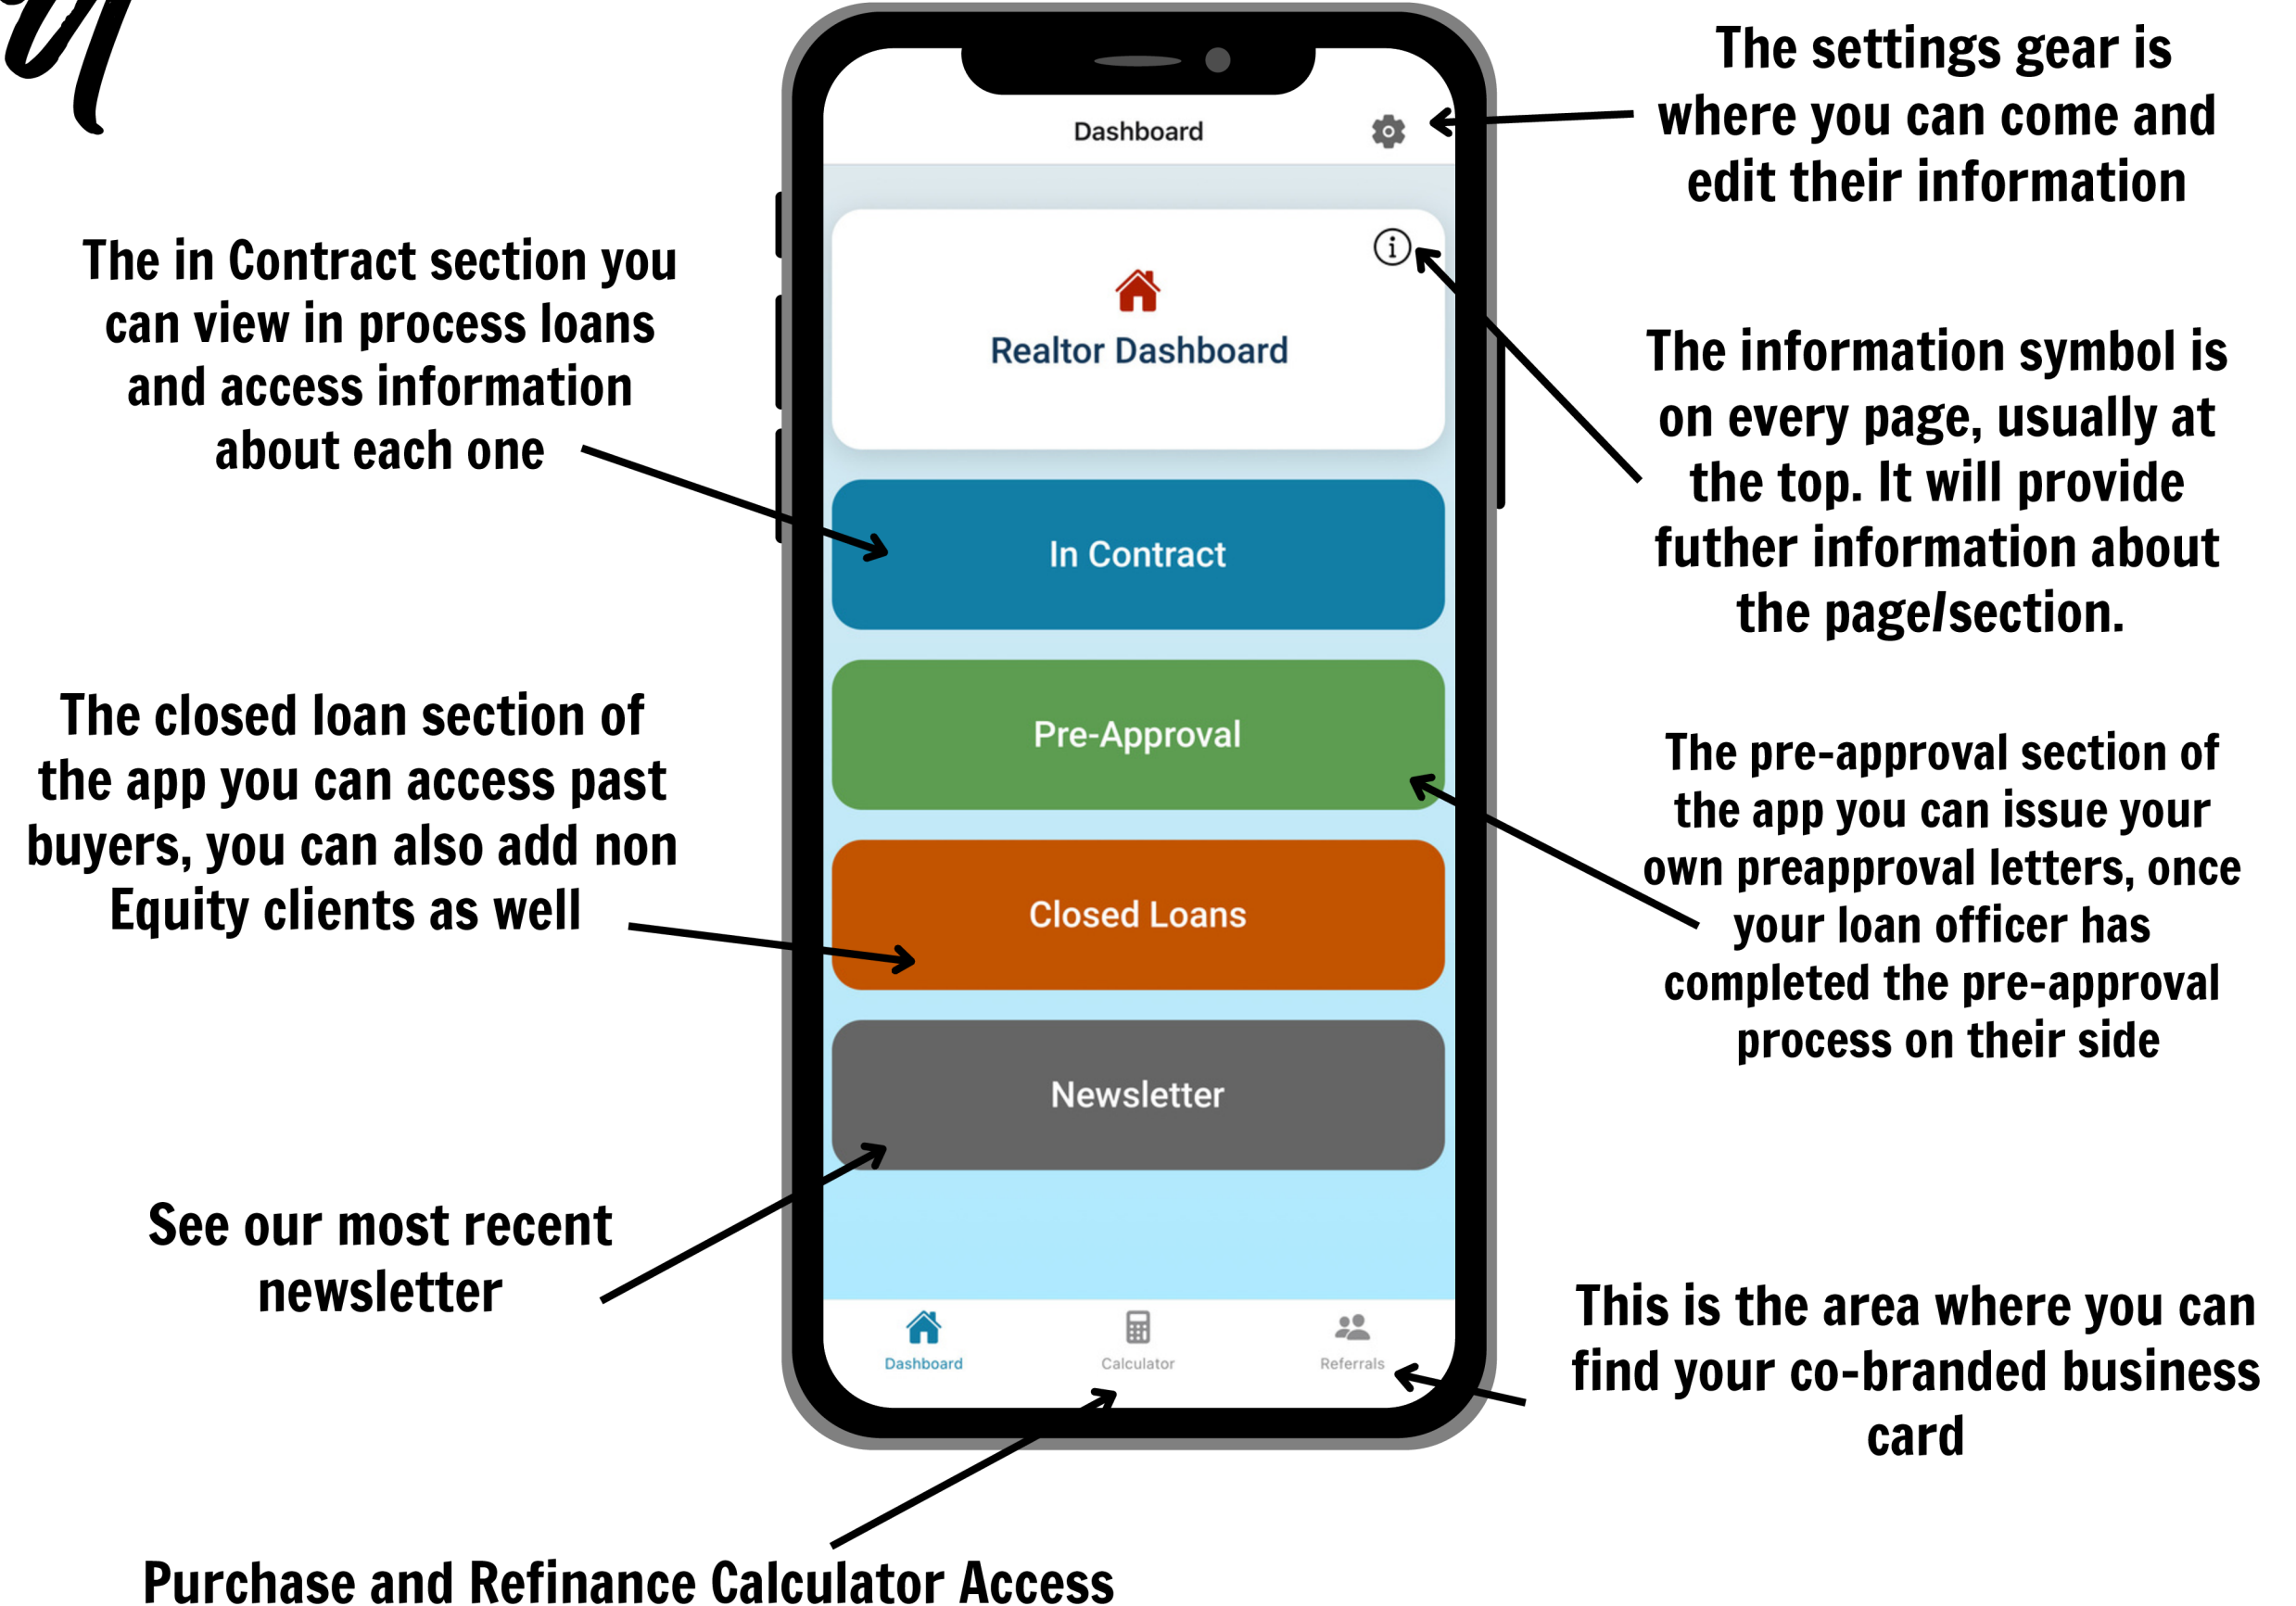 The settings gear is
where you can come and
edit their information
Dashboard
The in Contract section you
can view in process loans
and access information
about each one
Realtor Dashboard
The information symbol is
on every page, usually at
the top. It will provide
futher information about
the page/section.
In Contract
The closed loan section of
the app you can access past
buyers, you can also add non
Equity clients as well
Pre-Approval
The pre-approval section of
the app you can issue your
own preapproval letters, once
your loan officer has
completed the pre-approval
process on their side
Closed Loans
Newsletter
See our most recent
newsletter
This is the area where you can
find your co-branded business
card
Dashboard
Calculator
Referrals
Purchase and Refinance Calculator Access